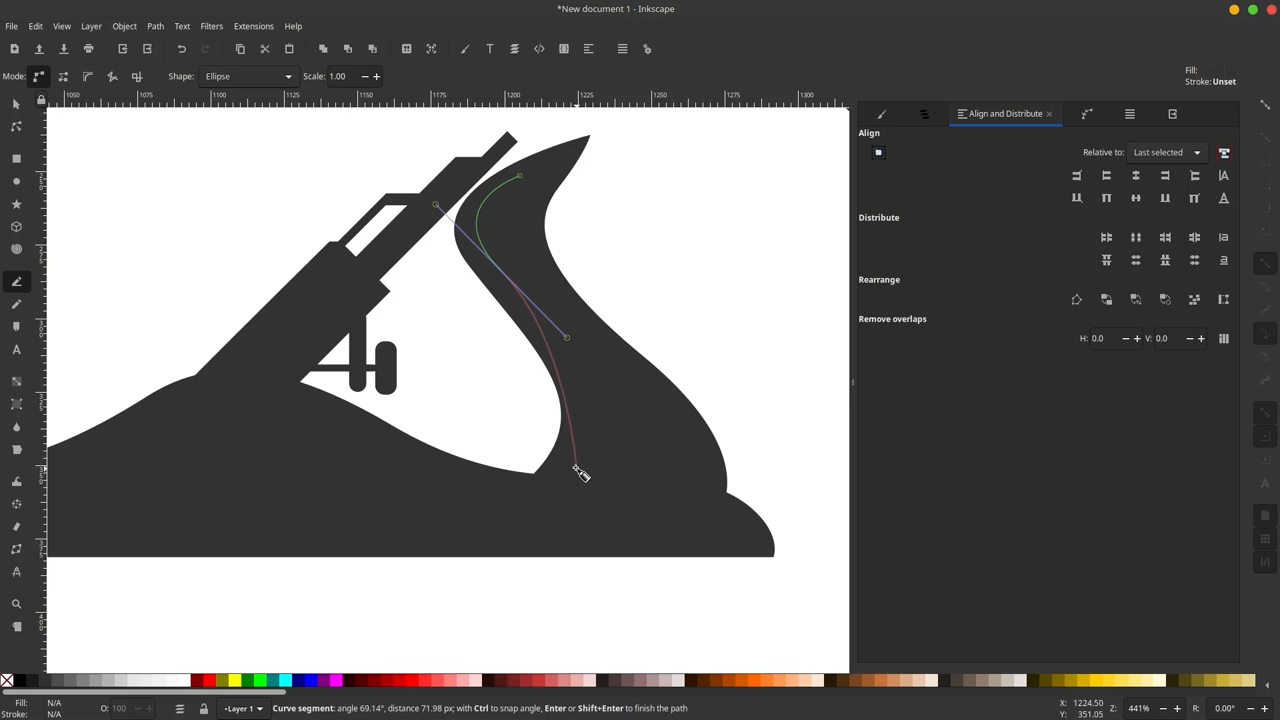 *New document 1 - Inkscape
File Edit View Layer Object Path Text Filters Extensions Help
Mode: Shape: Ellipse Scale: 1.00 Fill:
Stroke: Unset
1050 1075 1100 1125 1150 1175 1200 1225 1250 1275 1300
Align and Distribute
Align
Relative to: Last selected
Distribute
Rearrange
Remove overlaps
H: 0.0 V: 0.0
Fill: N/A
Stroke: N/A
O: 100
•Layer 1
Curve segment: angle 69.14°, distance 71.98 px; with Ctrl to snap angle, Enter or Shift+Enter to finish the path
X: 1224.50
Y: 351.05
Z: 441%
R: 0.00°